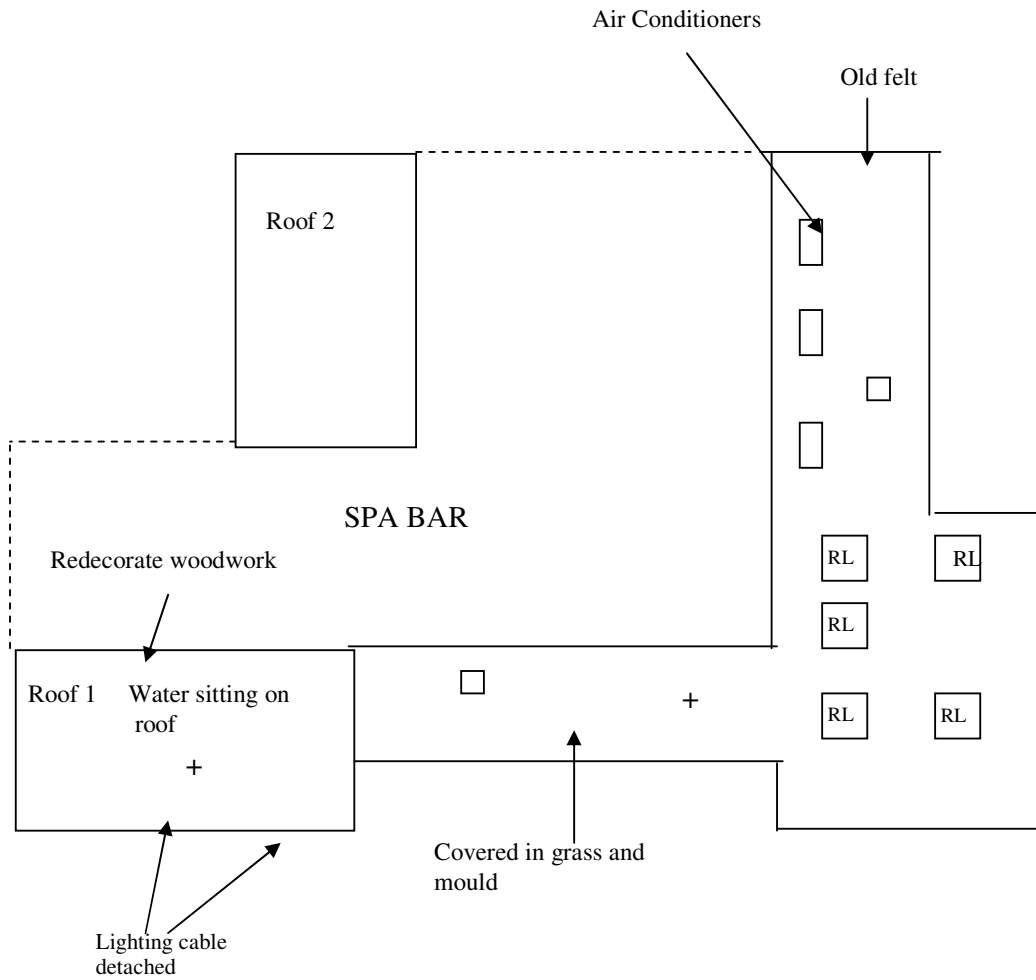 Air Conditioners
Old felt
Roof 2
SPA BAR
Redecorate woodwork
RL
RL
RL
Roof 1 Water sitting on
roof
RL
RL
Covered in grass and
mould
Lighting cable
detached